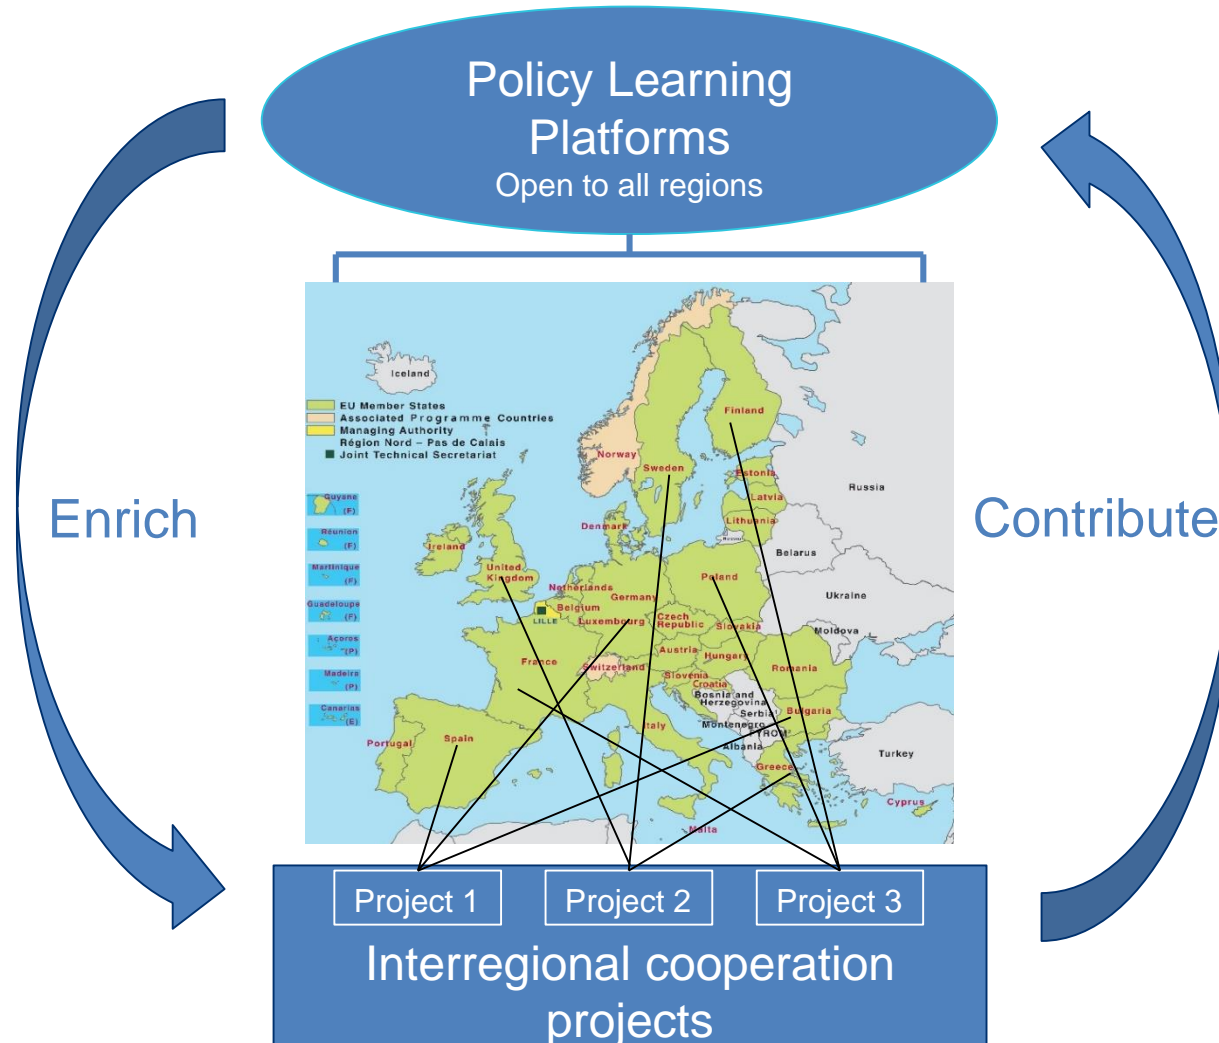 Policy Learning
Platforms
Open to all regions
Enrich
Contribute
Iceland
EU Member States
Associated Programme Countries
Managing Authority
Région Nord – Pas de Calais
Joint Technical Secretariat
Guyane
(F)
Réunion
(F)
Martinique
(F)
Guadeloupe
(F)
Açores
(P)
Madeira
(P)
Canarias
(E)
Finland
Norway
Sweden
Estonia
Russia
Latvia
Lithuania
Denmark
Ireland
United
Kingdom
Belarus
Netherlands
Poland
Germany
Belgium
Ukraine
LILLE
Luxembourg
Czech
Republic
Slovakia
Moldova
Austria
Hungary
France
Switzerland
Romania
Slovenia
Croatia
Bosnia and
Herzegovina
Serbia
Bulgaria
Montenegro
FYROM
Italy
Portugal
Spain
Albania
Turkey
Greece
Cyprus
Malta
Project 1
Project 2
Project 3
Interregional cooperation
projects